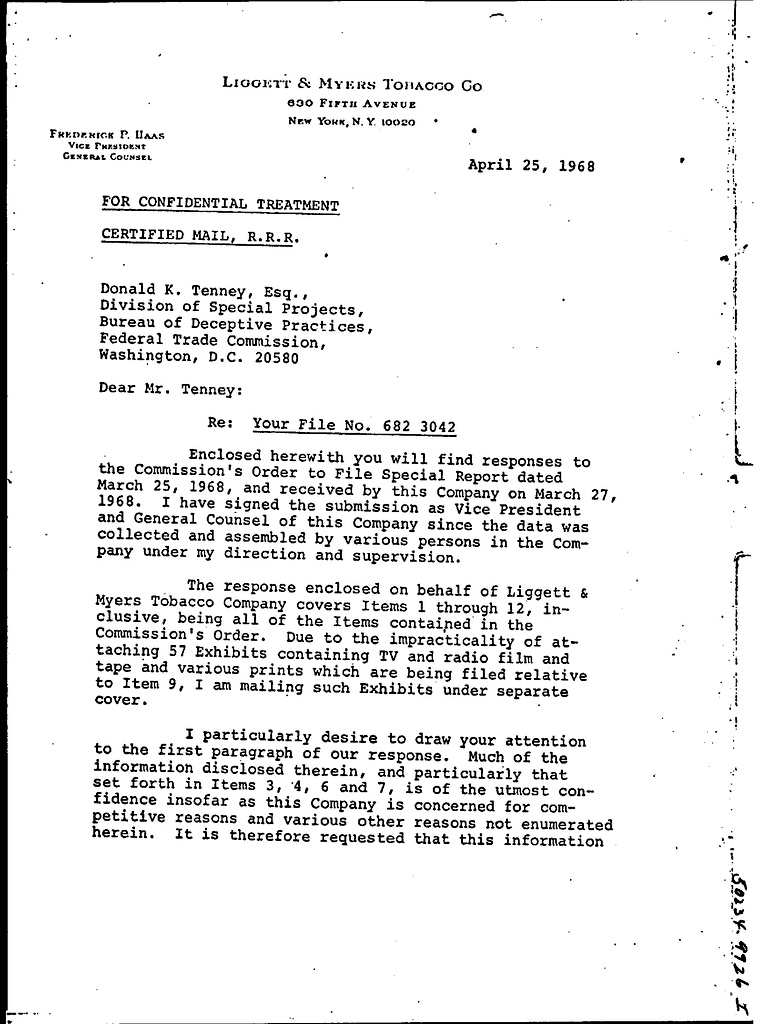 LIGGETT & MYERS TOBACCO CO
630 FIFTH AVENUE
NEW YORK, N. Y. 10020
FREDERICK P. HAAS
VICE PRESIDENT
GENERAL COUNSEL
April 25, 1968
FOR CONFIDENTIAL TREATMENT
CERTIFIED MAIL, R.R.R.
Donald K. Tenney, Esq.,
Division of Special Projects,
Bureau of Deceptive Practices,
Federal Trade Commission,
Washington, D.C. 20580
Dear Mr. Tenney:
Re: Your File No. 682 3042
Enclosed herewith you will find responses to
the Commission's Order to File Special Report dated
March 25, 1968, and received by this Company on March 27,
1968. I have signed the submission as Vice President
and General Counsel of this Company since the data was
collected and assembled by various persons in the Com-
pany under my direction and supervision.
The response enclosed on behalf of Liggett &
Myers Tobacco Company covers Items 1 through 12, in-
clusive, being all of the Items contained in the
Commission's Order. Due to the impracticality of at-
taching 57 Exhibits containing TV and radio film and
tape and various prints which are being filed relative
to Item 9, I am mailing such Exhibits under separate
cover.
I particularly desire to draw your attention
to the first paragraph of our response. Much of the
information disclosed therein, and particularly that
set forth in Items 3, 4, 6 and 7, is of the utmost con-
fidence insofar as this Company is concerned for com-
petitive reasons and various other reasons not enumerated
herein. It is therefore requested that this information
50234 9726 I